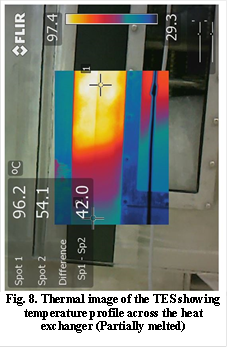 FLIR
97.4
29.3
°C
Spot 1 96.2
Spot 2 54.1
Difference
Sp1 - Sp2 42.0
1
Fig. 8. Thermal image of the TES showing
temperature profile across the heat
exchanger (Partially melted)